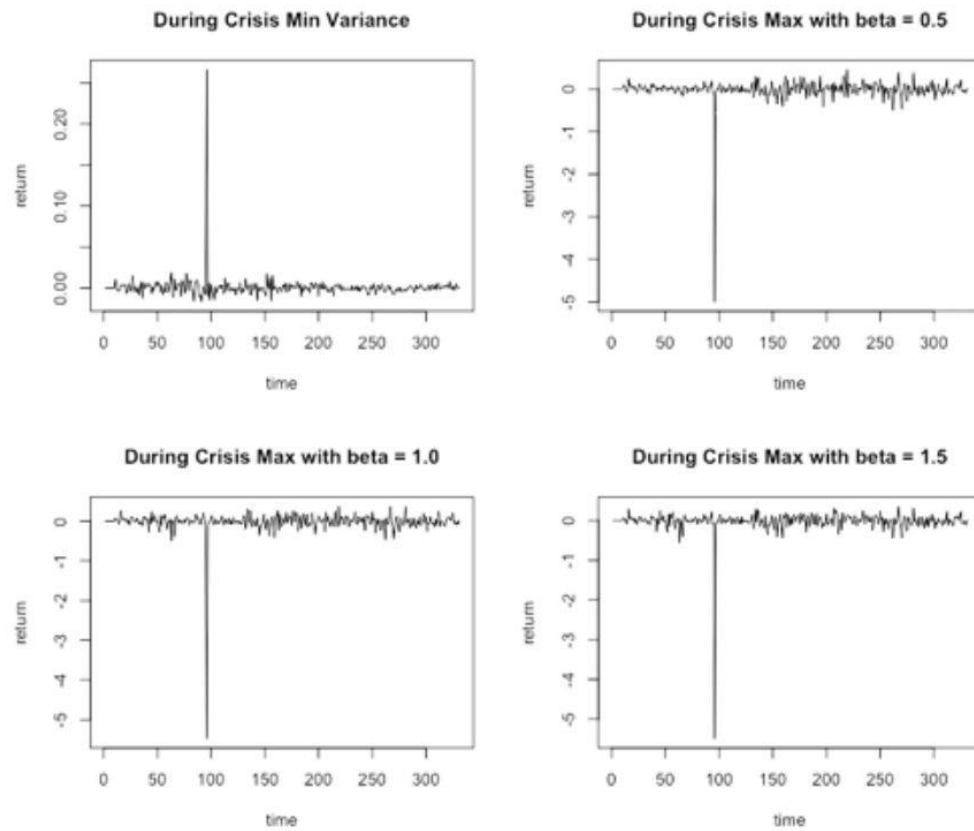 During Crisis Min Variance
return
0.00 0.10 0.20
0 50 100 150 200 250 300
time
During Crisis Max with beta = 0.5
return
0 -1 -2 -3 -4 -5
0 50 100 150 200 250 300
time
During Crisis Max with beta = 1.0
return
0 -1 -2 -3 -4 -5
0 50 100 150 200 250 300
time
During Crisis Max with beta = 1.5
return
0 -1 -2 -3 -4 -5
0 50 100 150 200 250 300
time